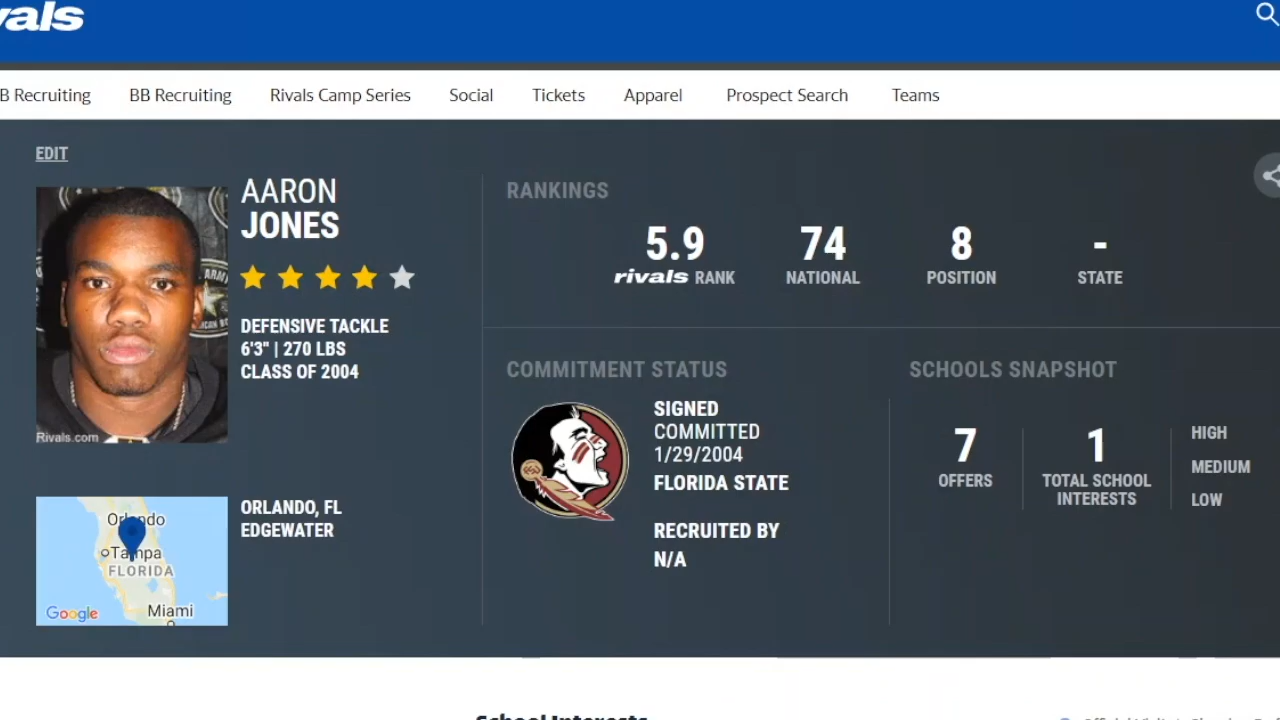 vals
B Recruiting BB Recruiting Rivals Camp Series Social Tickets Apparel Prospect Search Teams
EDIT
AARON
JONES
DEFENSIVE TACKLE
6'3" | 270 LBS
CLASS OF 2004
Rivals.com
ORLANDO, FL
EDGEWATER
Orlando
Tampa
FLORIDA
Miami
Google
RANKINGS
5.9 74 8 -
rivals RANK NATIONAL POSITION STATE
COMMITMENT STATUS
SIGNED
COMMITTED
1/29/2004
FLORIDA STATE
RECRUITED BY
N/A
SCHOOLS SNAPSHOT
7 1
OFFERS TOTAL SCHOOL
INTERESTS
HIGH
MEDIUM
LOW
School Interests